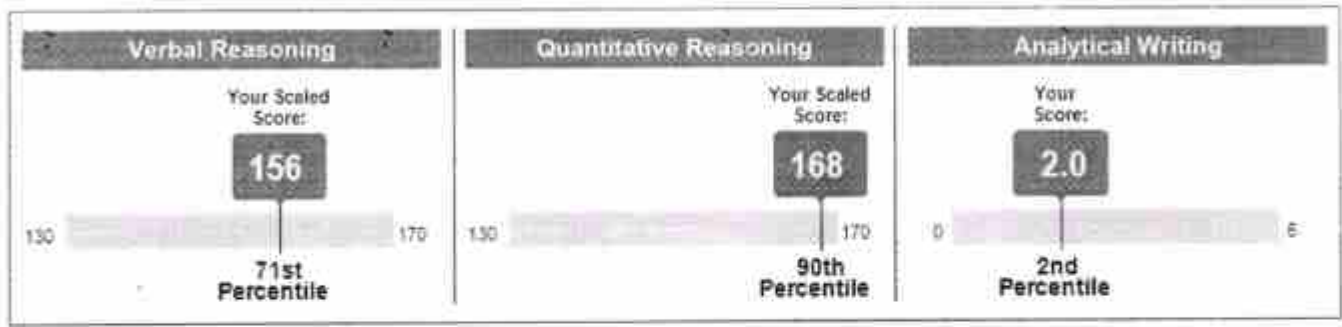 Verbal Reasoning
Your Scaled
Score:
156
130
170
71st
Percentile
Quantitative Reasoning
Your Scaled
Score:
168
130
170
90th
Percentile
Analytical Writing
Your
Score:
2.0
0
6
2nd
Percentile